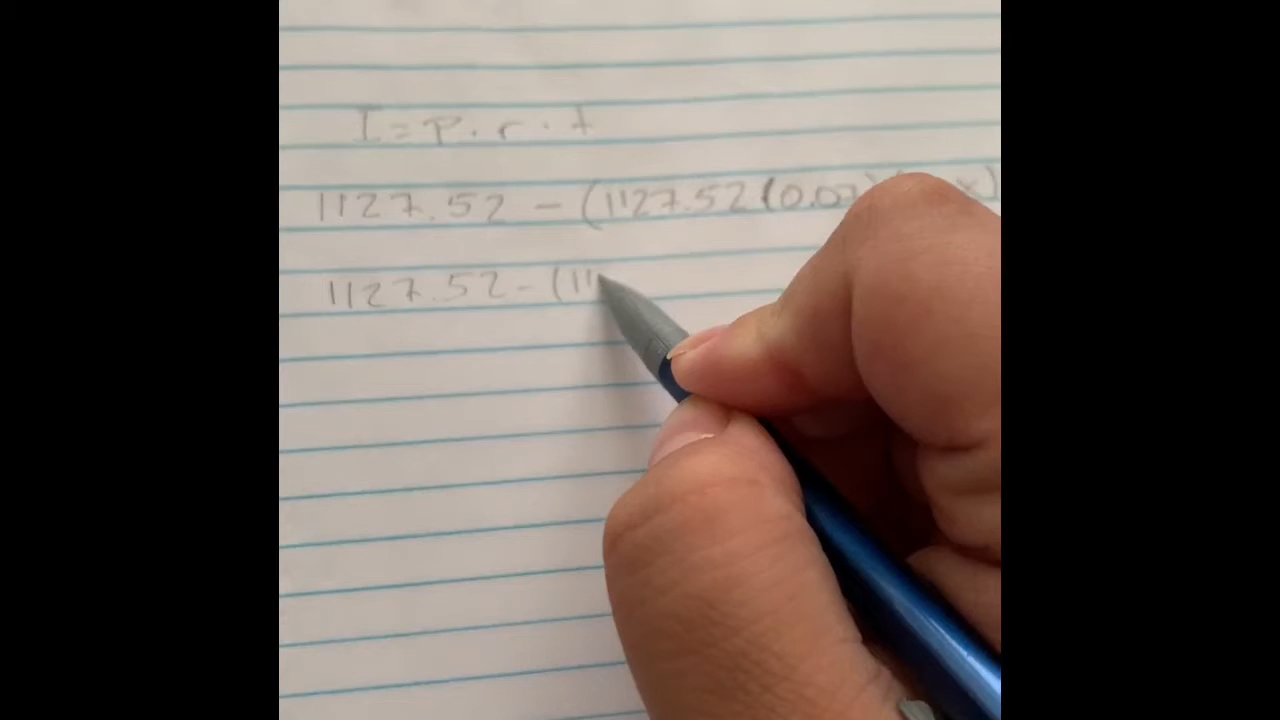 I = p. r. t
1127.52 - (1127.52 (0.07
1127.52 - (11